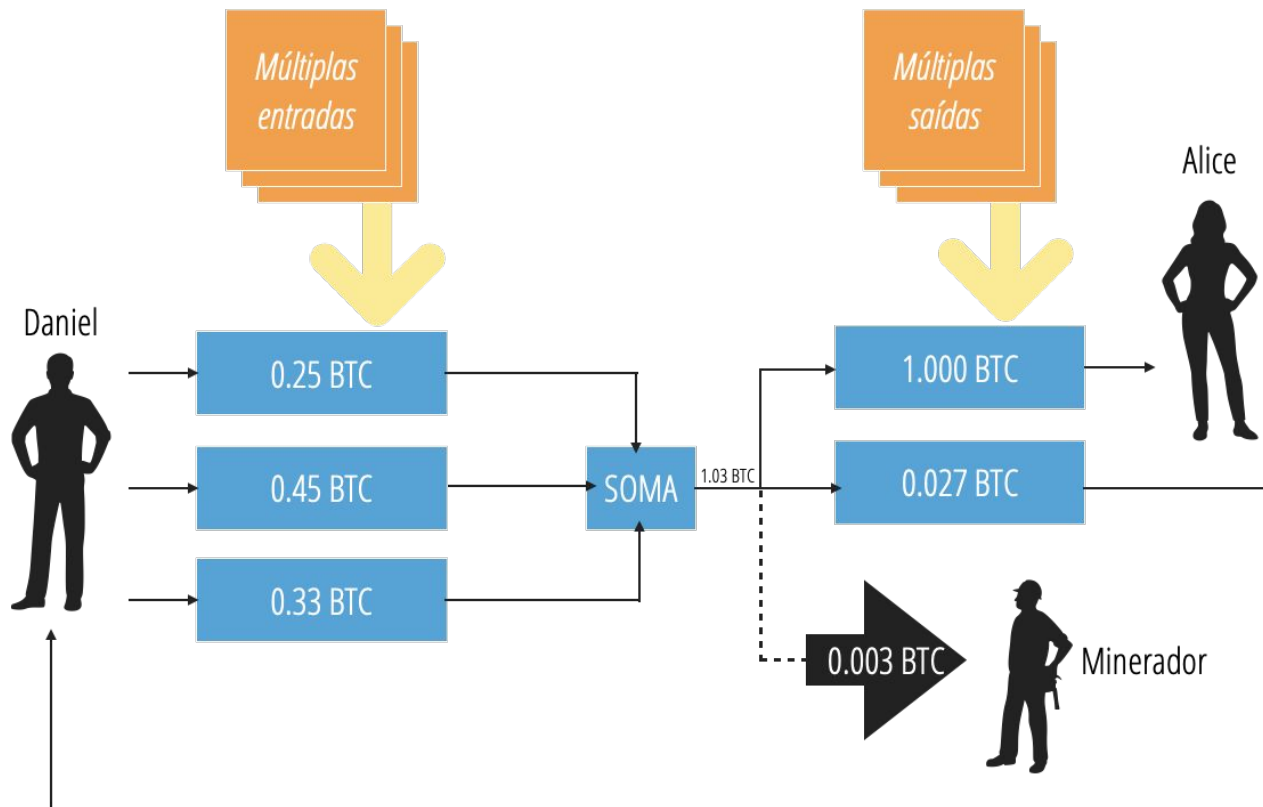 Múltiplas
entradas
Múltiplas
saídas
Alice
Daniel
0.25 BTC
1.000 BTC
0.45 BTC
SOMA
1.03 BTC
0.027 BTC
0.33 BTC
0.003 BTC
Minerador